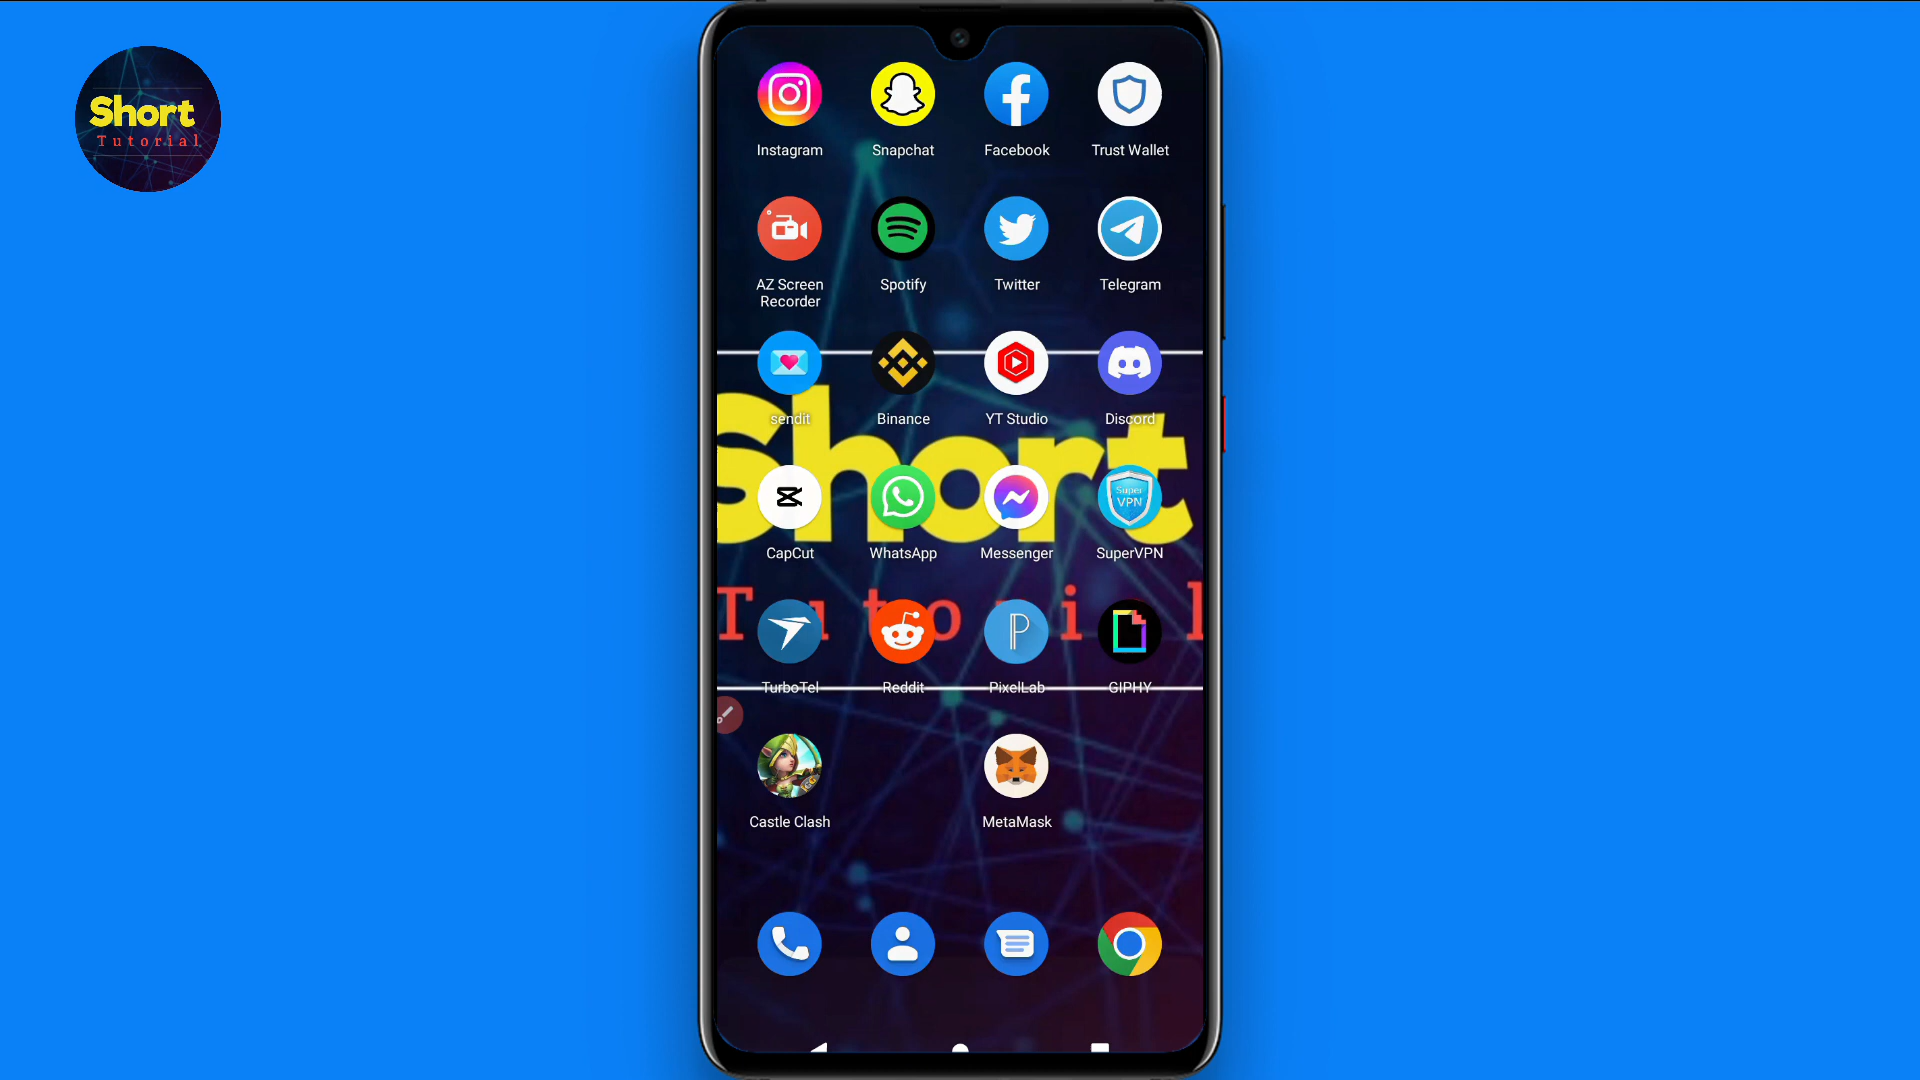 Short
Tutorial
Instagram Snapchat Facebook Trust Wallet
AZ Screen Recorder Spotify Twitter Telegram
sendit Binance YT Studio Discord
Short
CapCut WhatsApp Messenger SuperVPN
Super VPN
Tutorial
TurboTel Reddit PixelLab GIPHY
Castle Clash MetaMask